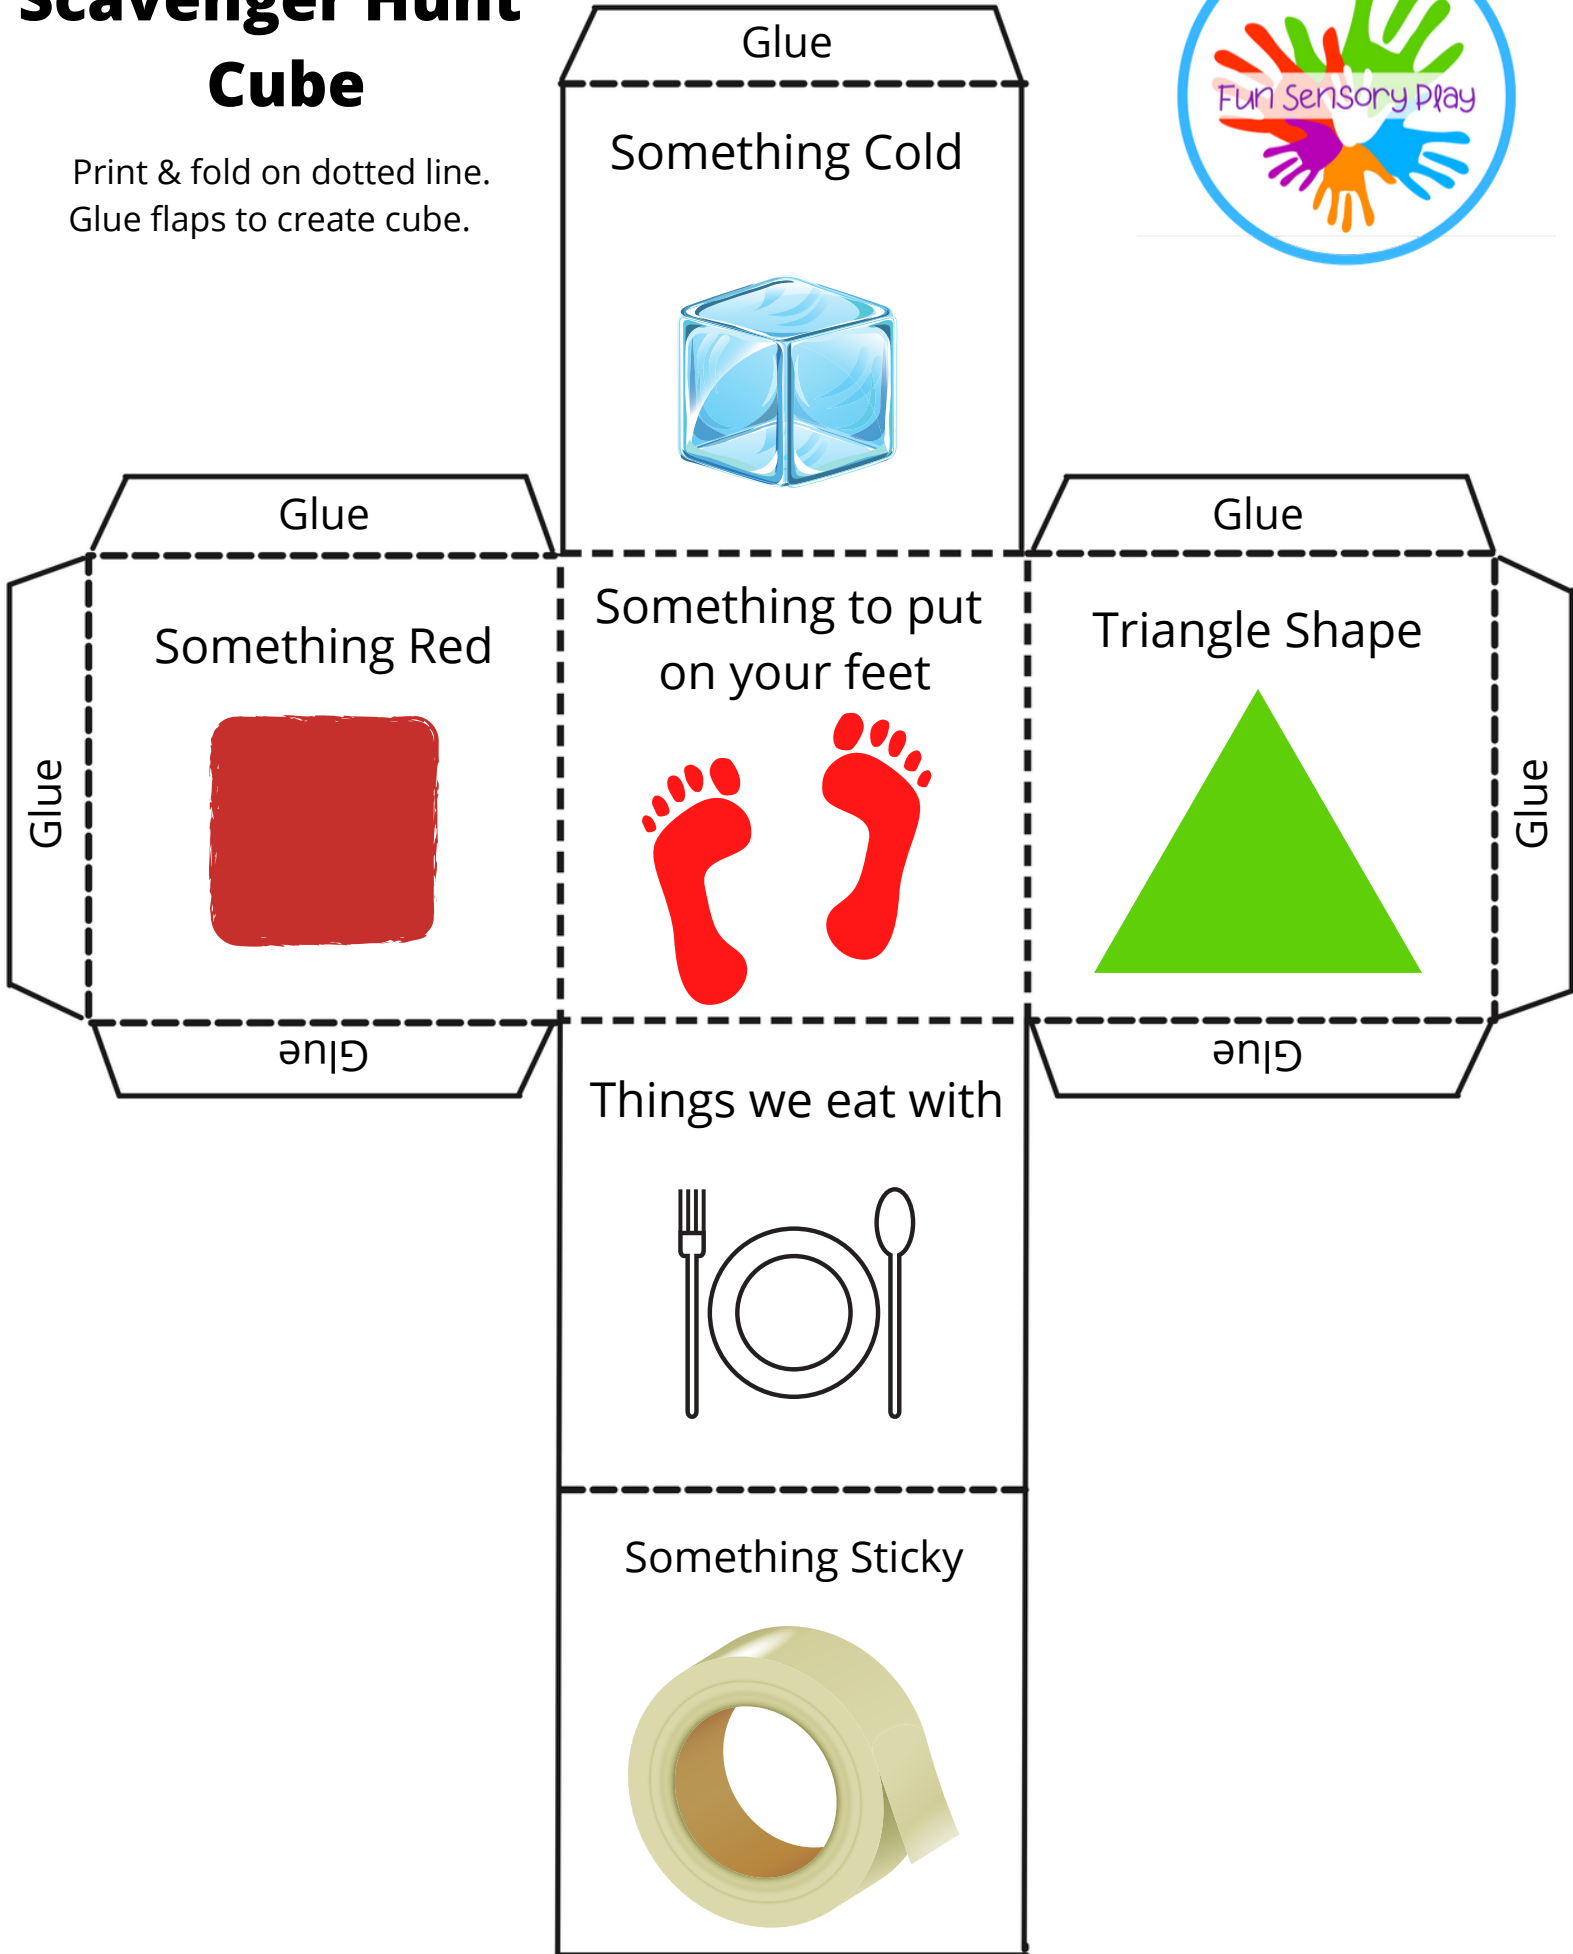 Scavenger Hunt
Cube
Print & fold on dotted line.
Glue flaps to create cube.
Glue
Fun Sensory Play
Something Cold
Glue
Glue
Something Red
Something to put
on your feet
Triangle Shape
Glue
Glue
Glue
Glue
Things we eat with
Something Sticky